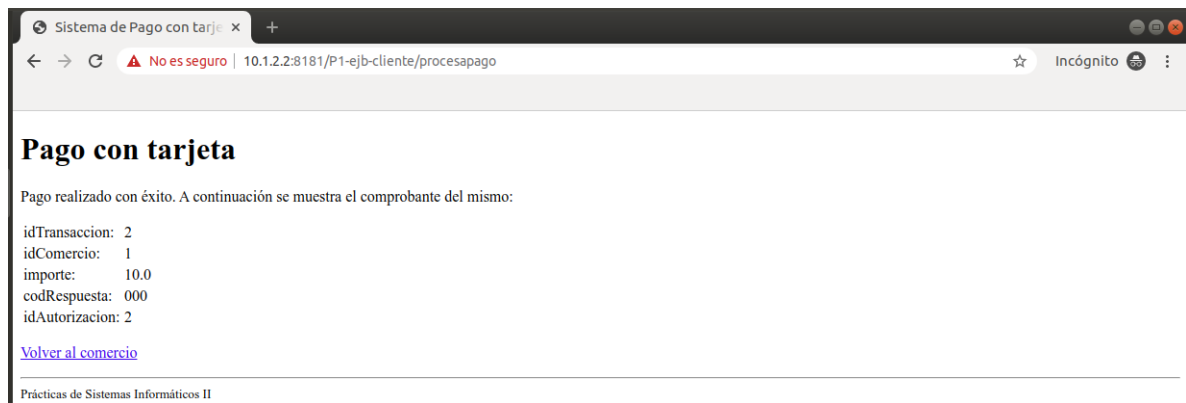 Sistema de Pago con tarje
No es seguro | 10.1.2.2:8181/P1-ejb-cliente/procesapago
Incógnito
Pago con tarjeta
Pago realizado con éxito. A continuación se muestra el comprobante del mismo:
idTransaccion: 2
idComercio: 1
importe: 10.0
codRespuesta: 000
idAutorizacion: 2
Volver al comercio
Prácticas de Sistemas Informáticos II